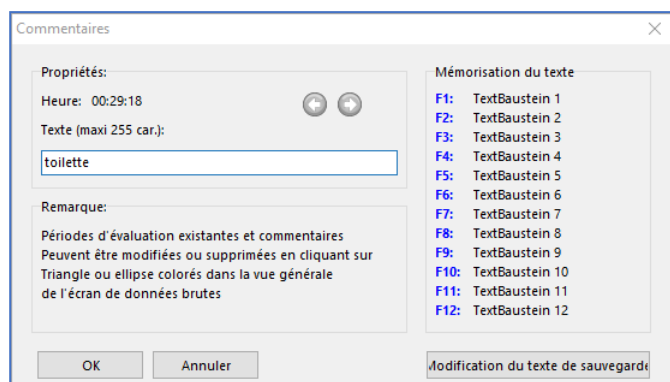 Commentaires
Propriétés:
Heure: 00:29:18
Texte (maxi 255 car.):
toilette
Remarque:
Périodes d'évaluation existantes et commentaires
Peuvent être modifiées ou supprimées en cliquant sur
Triangle ou ellipse colorés dans la vue générale
de l'écran de données brutes
Mémorisation du texte
F1: TextBaustein 1
F2: TextBaustein 2
F3: TextBaustein 3
F4: TextBaustein 4
F5: TextBaustein 5
F6: TextBaustein 6
F7: TextBaustein 7
F8: TextBaustein 8
F9: TextBaustein 9
F10: TextBaustein 10
F11: TextBaustein 11
F12: TextBaustein 12
OK
Annuler
Modification du texte de sauvegarde